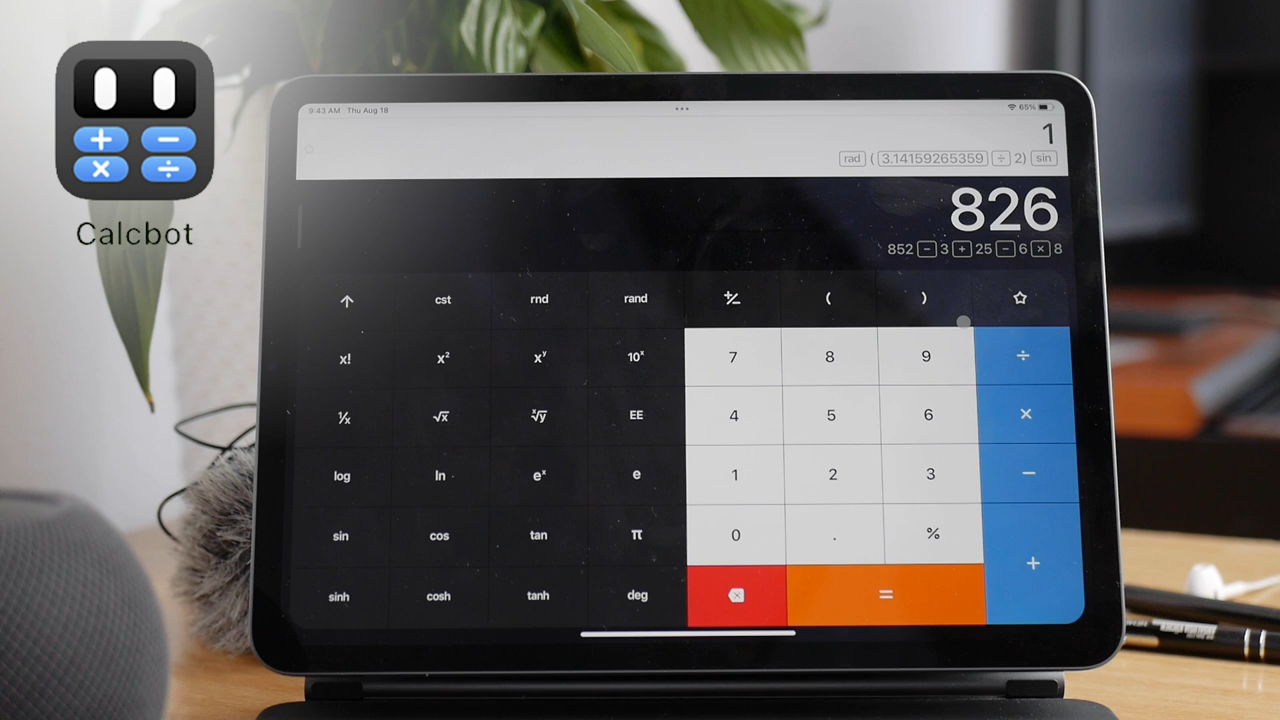 9:43 AM Thu Aug 18
65%
1
rad ( 3.14159265359 ÷ 2) sin
826
852 − 3 + 25 − 6 × 8
+ −
× ÷
Calcbot
cst rnd rand +⁄− ( )
x! x² xʸ 10ˣ 7 8 9 ÷
¹⁄x √x ˣ√y EE 4 5 6 ×
log ln eˣ e 1 2 3 −
sin cos tan π 0 . % +
sinh cosh tanh deg =